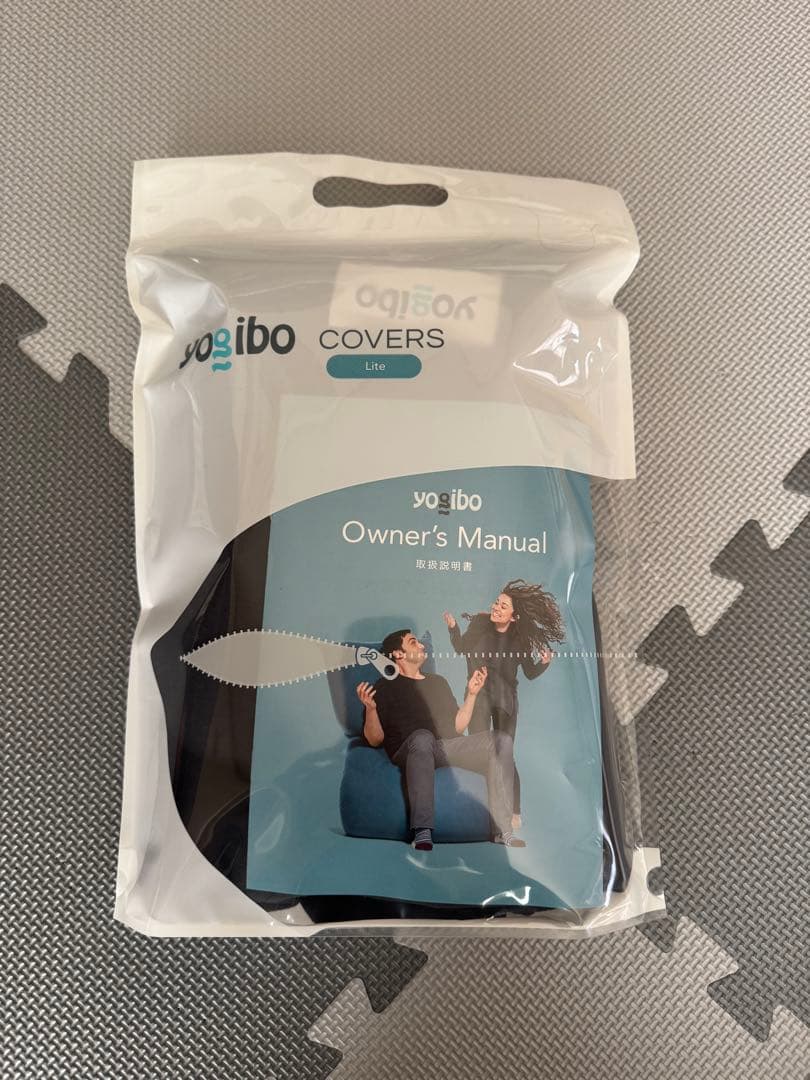 yogibo
yogibo COVERS
Lite
yogibo
Owner's Manual
取扱説明書